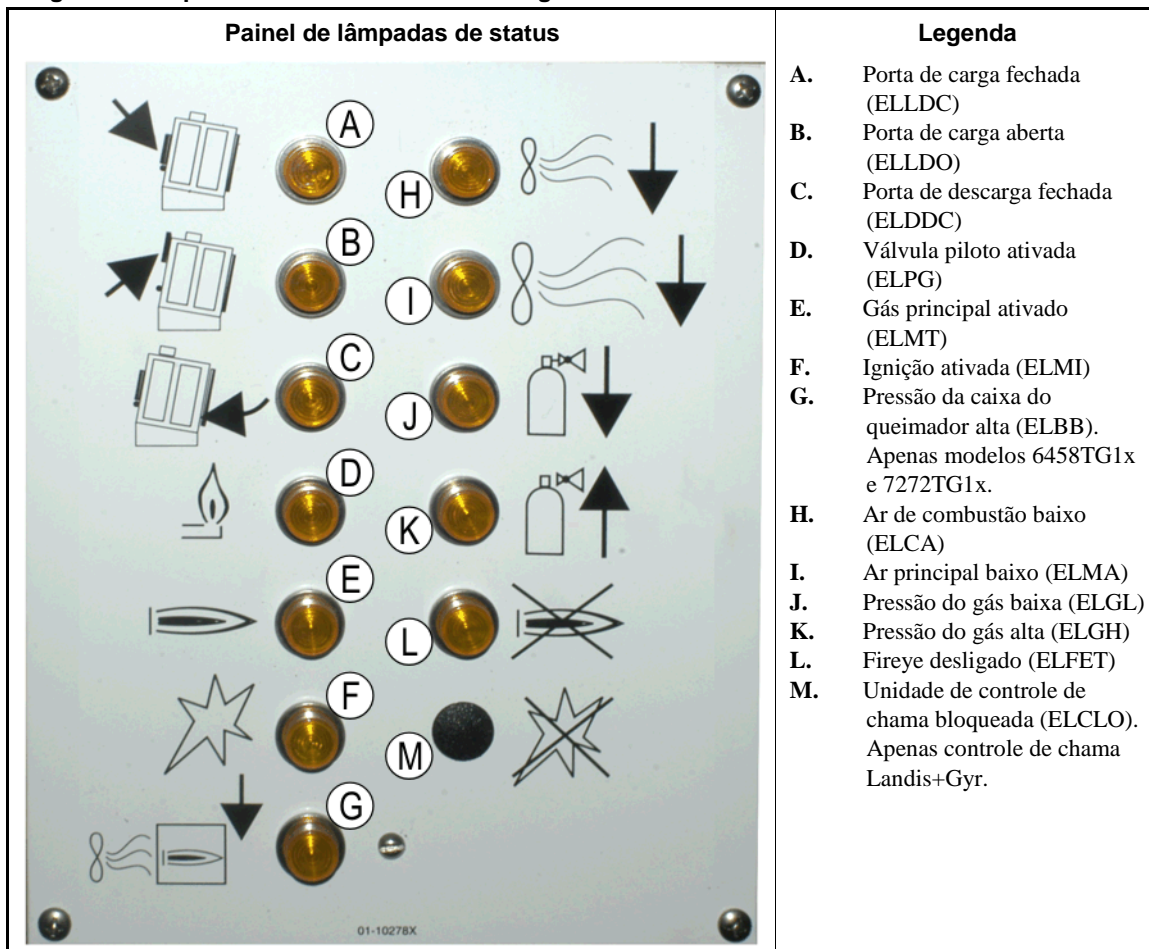 Painel de lâmpadas de status
A
B
C
D
E
F
G
H
I
J
K
L
M
01-10278X
Legenda
A. Porta de carga fechada
(ELLDC)
B. Porta de carga aberta
(ELLDO)
C. Porta de descarga fechada
(ELDDC)
D. Válvula piloto ativada
(ELPG)
E. Gás principal ativado
(ELMT)
F. Ignição ativada (ELMI)
G. Pressão da caixa do
queimador alta (ELBB).
Apenas modelos 6458TG1x
e 7272TG1x.
H. Ar de combustão baixo
(ELCA)
I. Ar principal baixo (ELMA)
J. Pressão do gás baixa (ELGL)
K. Pressão do gás alta (ELGH)
L. Fireye desligado (ELFET)
M. Unidade de controle de
chama bloqueada (ELCLO).
Apenas controle de chama
Landis+Gyr.